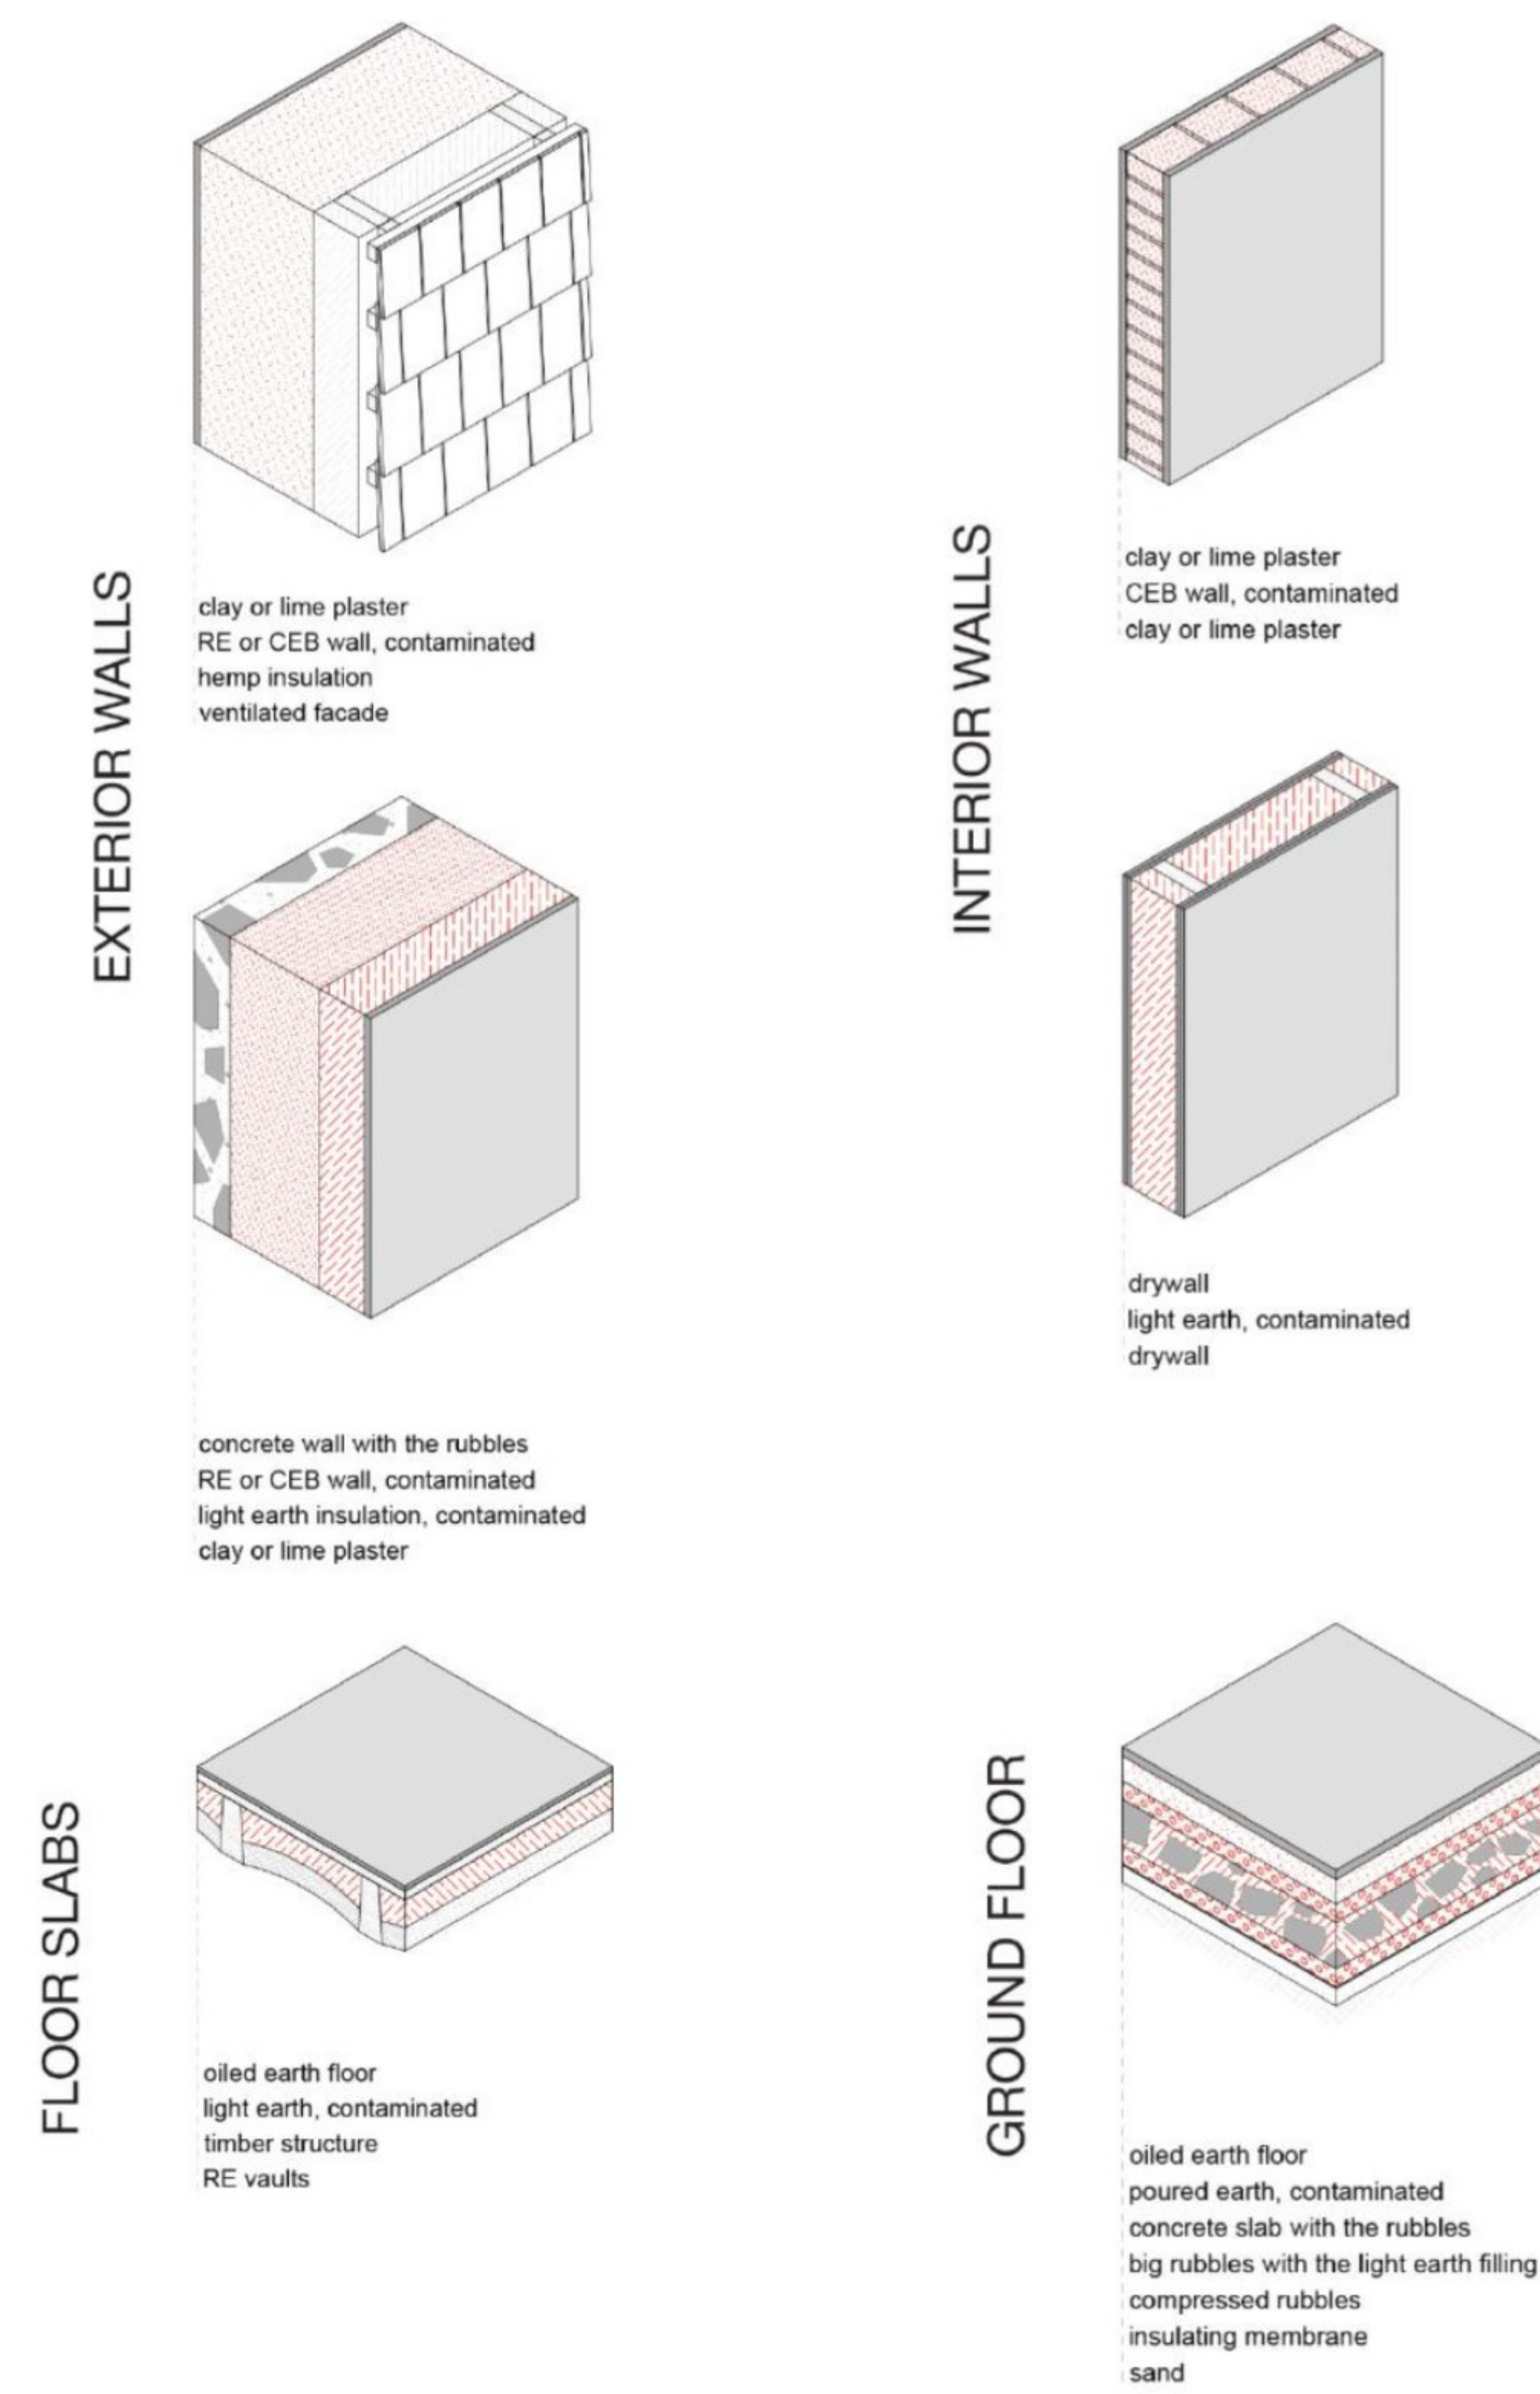 EXTERIOR WALLS
clay or lime plaster
RE or CEB wall, contaminated
hemp insulation
ventilated facade
concrete wall with the rubbles
RE or CEB wall, contaminated
light earth insulation, contaminated
clay or lime plaster
INTERIOR WALLS
clay or lime plaster
CEB wall, contaminated
clay or lime plaster
drywall
light earth, contaminated
drywall
FLOOR SLABS
oiled earth floor
light earth, contaminated
timber structure
RE vaults
GROUND FLOOR
oiled earth floor
poured earth, contaminated
concrete slab with the rubbles
big rubbles with the light earth filling
compressed rubbles
insulating membrane
sand